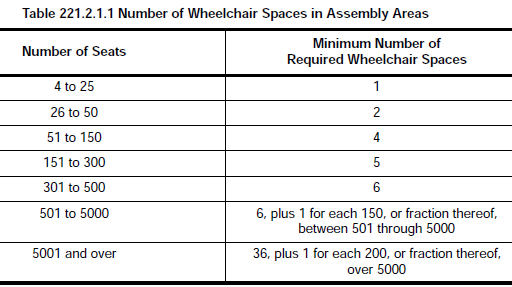 Table 221.2.1.1 Number of Wheelchair Spaces in Assembly Areas
Number of Seats
Minimum Number of
Required Wheelchair Spaces
4 to 25
1
26 to 50
2
51 to 150
4
151 to 300
5
301 to 500
6
501 to 5000
6, plus 1 for each 150, or fraction thereof,
between 501 through 5000
5001 and over
36, plus 1 for each 200, or fraction thereof,
over 5000